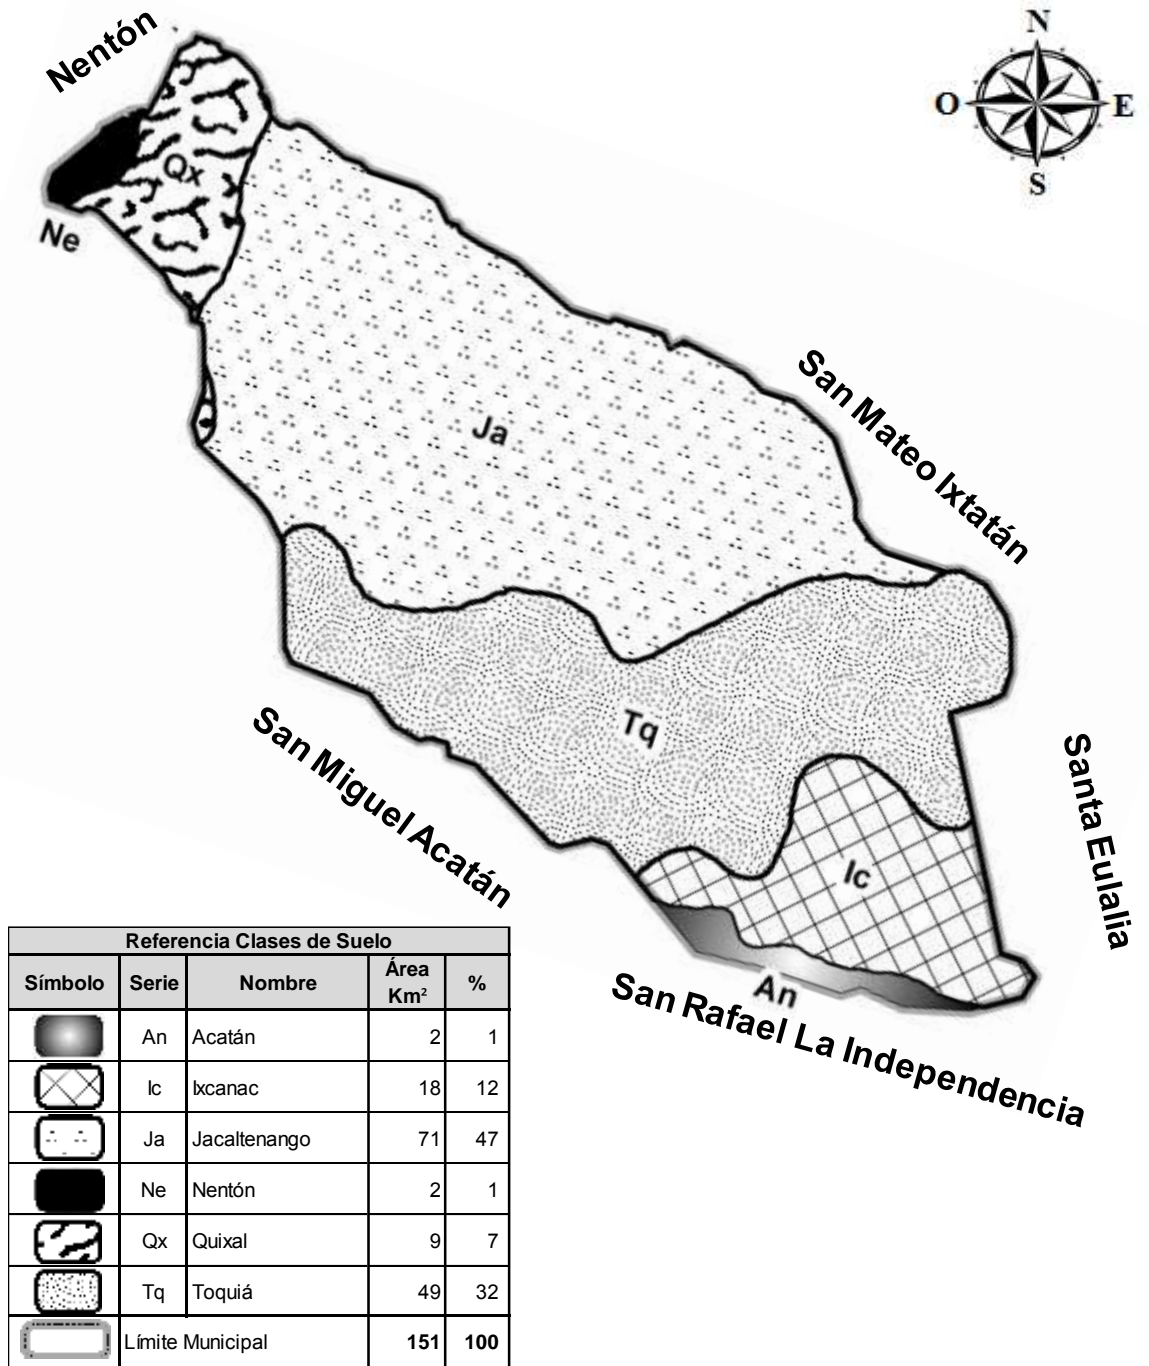 N
Nentón
O
E
S
Qx
Ne
San Mateo Ixtatán
Ja
Tq
San Miguel Acatán
Santa Eulalia
Ic
An
San Rafael La Independencia
Referencia Clases de Suelo
Símbolo Serie Nombre Área Km² %
An Acatán 2 1
Ic Ixcanac 18 12
Ja Jacaltenango 71 47
Ne Nentón 2 1
Qx Quixal 9 7
Tq Toquiá 49 32
Límite Municipal 151 100